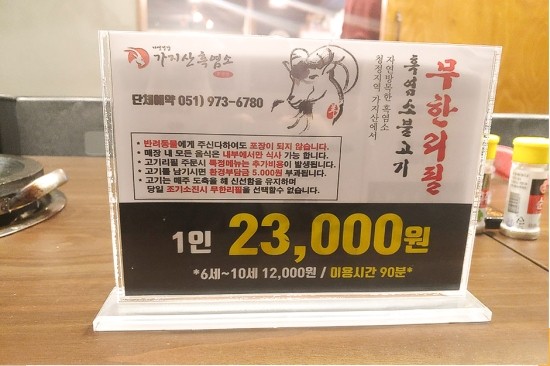 가지산흑염소
단체예약 051) 973-6780
무한리필
흑염소불고기
자연방목한 흑염소
청정지역 가지산에서
• 반려동물에게 주신다하여도 포장이 되지 않습니다.
• 매장 내 모든 음식은 내부에서만 식사 가능 합니다.
• 고기리필 주문시 특정메뉴는 추가비용이 발생됩니다.
• 고기를 남기시면 환경부담금 5.000원 부과됩니다.
• 고기는 매주 도축을 해 신선함을 유지하며
당일 조기소진시 무한리필을 선택할수 없습니다.
1인 23,000원
*6세~10세 12,000원 / 이용시간 90분*